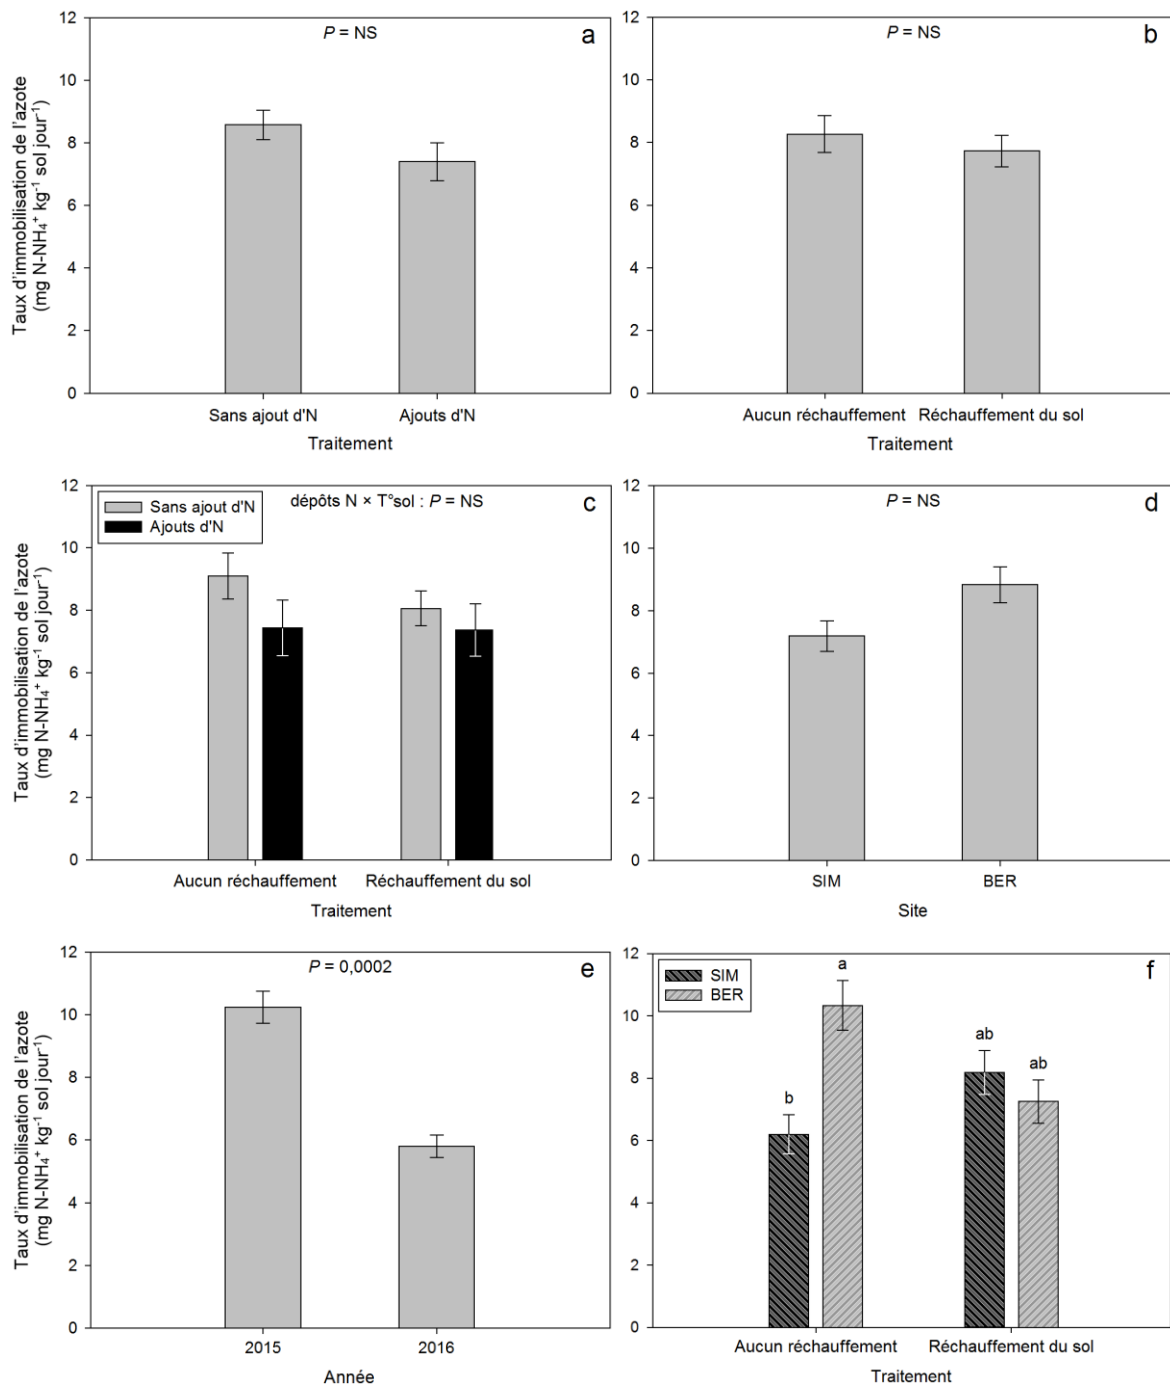 Taux d'immobilisation de l'azote
(mg N-NH₄⁺ kg⁻¹ sol jour⁻¹)
12
10
8
6
4
2
0
P = NS
a
Sans ajout d'N
Ajouts d'N
Traitement
12
10
8
6
4
2
0
P = NS
b
Aucun réchauffement
Réchauffement du sol
Traitement
Taux d'immobilisation de l'azote
(mg N-NH₄⁺ kg⁻¹ sol jour⁻¹)
12
10
8
6
4
2
0
Sans ajout d'N
Ajouts d'N
dépôts N × T°sol : P = NS
c
Aucun réchauffement
Réchauffement du sol
Traitement
12
10
8
6
4
2
0
P = NS
d
SIM
BER
Site
Taux d'immobilisation de l'azote
(mg N-NH₄⁺ kg⁻¹ sol jour⁻¹)
12
10
8
6
4
2
0
P = 0,0002
e
2015
2016
Année
12
10
8
6
4
2
0
SIM
BER
f
b
a
ab
ab
Aucun réchauffement
Réchauffement du sol
Traitement